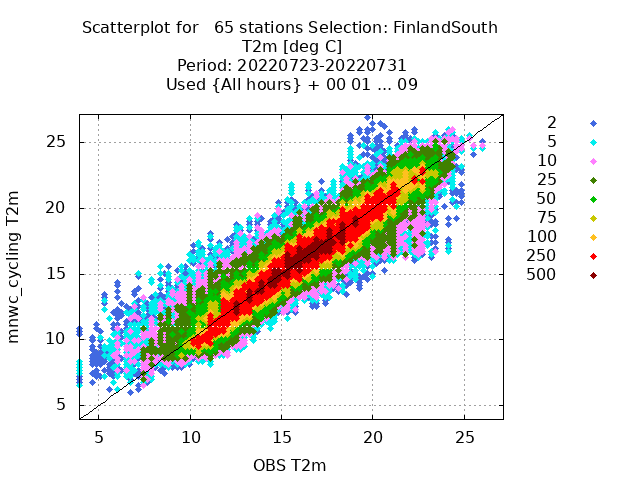 Scatterplot for   65 stations Selection: FinlandSouth
T2m [deg C]
Period: 20220723-20220731
Used {All hours} + 00 01 ... 09
mnwc_cycling T2m
25
20
15
10
5
5 10 15 20 25
OBS T2m
2
5
10
25
50
75
100
250
500